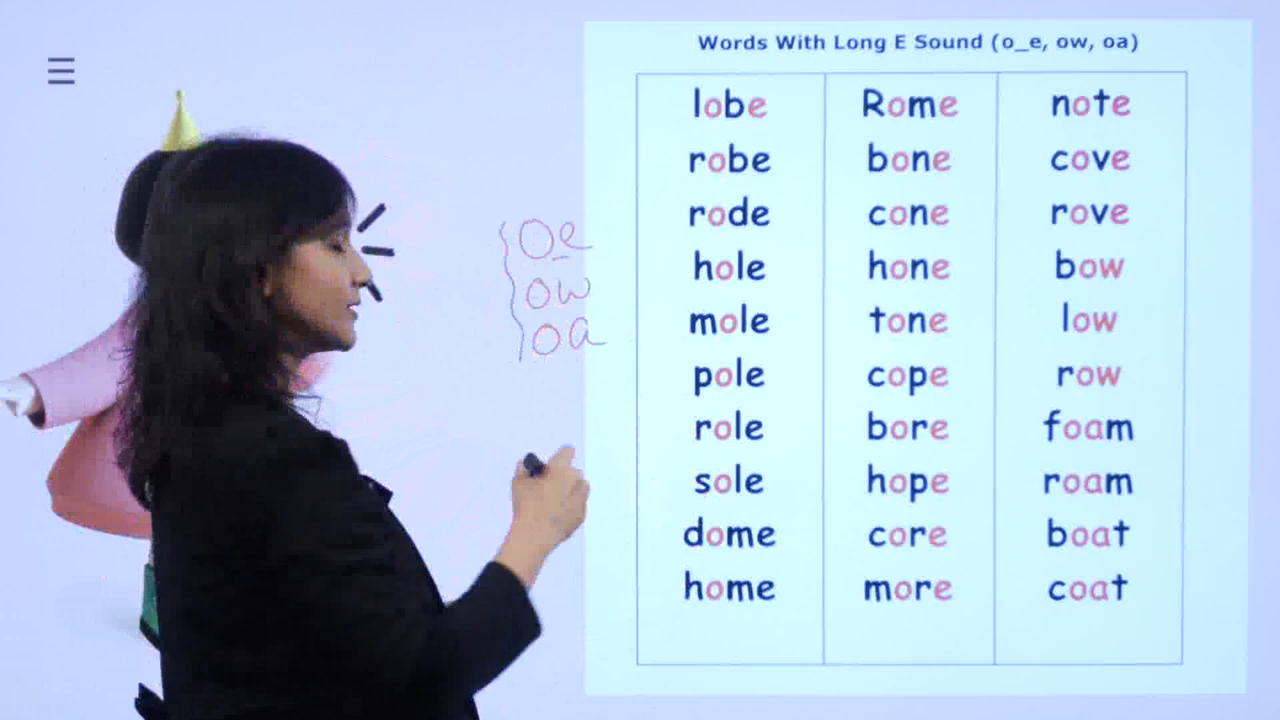 Words With Long E Sound (o_e, ow, oa)
lobe Rome note
robe bone cove
rode cone rove
hole hone bow
mole tone low
pole cope row
role bore foam
sole hope roam
dome core boat
home more coat
o_e
ow
oa